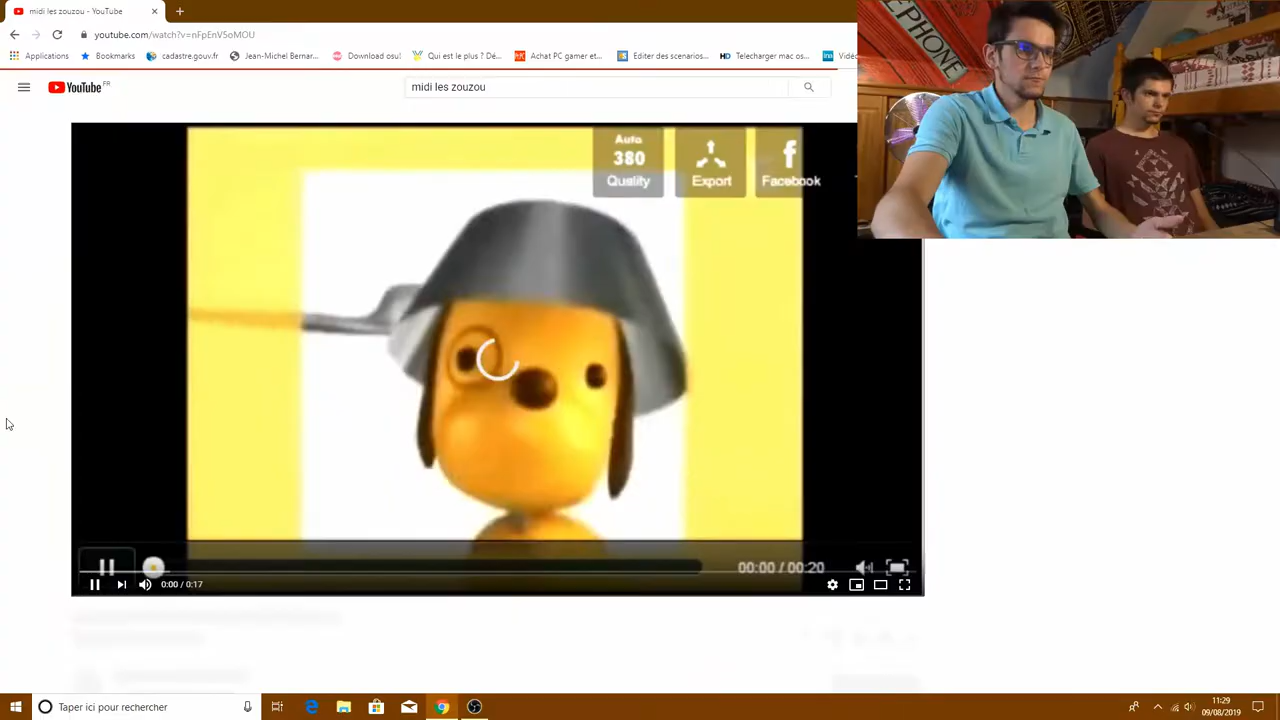 midi les zouzou - YouTube
youtube.com/watch?v=nFpEnV5oMOU
Applications
Bookmarks
cadastre.gouv.fr
Jean-Michel Bernar...
Download osu!
Qui est le plus ? Dé...
Achat PC gamer et...
Editer des scenarios...
Telecharger mac os...
Vidé
YouTube FR
midi les zouzou
Auto
380
Quality
Export
Facebook
TELEPHONE
00:00 / 00:20
0:00 / 0:17
Taper ici pour rechercher
11:29
09/08/2019